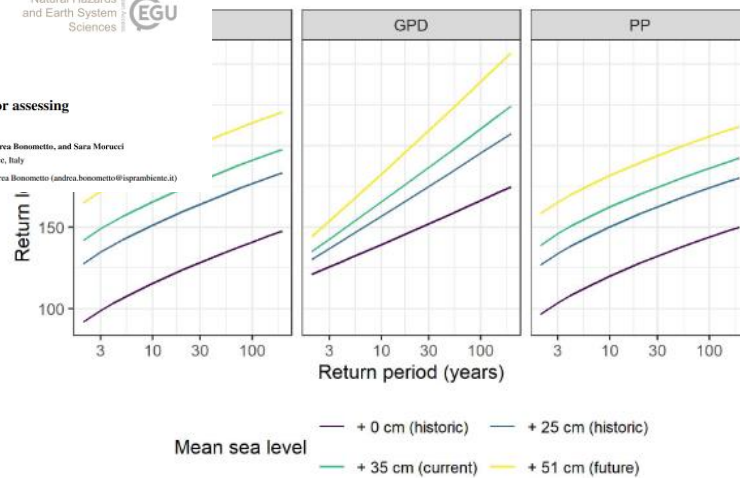 Natural Hazards
and Earth System
Sciences
EGU
or assessing
rea Bonometto, and Sara Morucci
e, Italy
rea Bonometto (andrea.bonometto@isprambiente.it)
GPD
PP
Return l
150
100
3 10 30 100
3 10 30 100
3 10 30 100
Return period (years)
Mean sea level
+ 0 cm (historic)
+ 25 cm (historic)
+ 35 cm (current)
+ 51 cm (future)